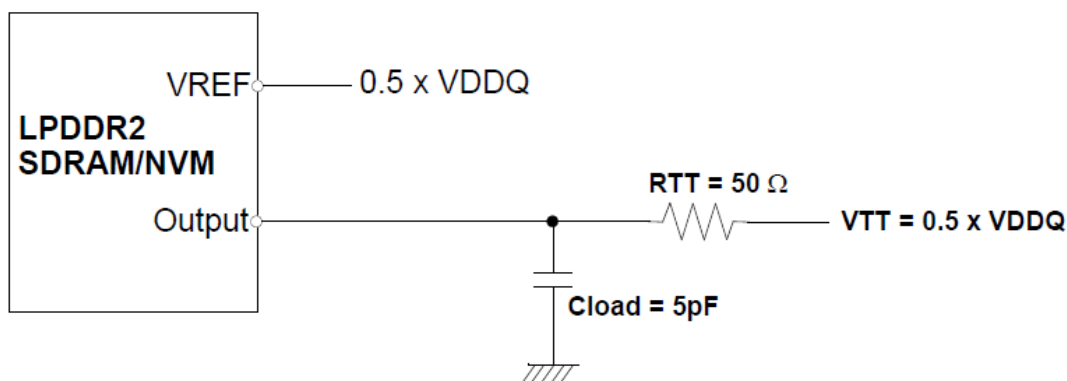 VREF
0.5 x VDDQ
LPDDR2
SDRAM/NVM
RTT = 50 Ω
Output
VTT = 0.5 x VDDQ
Cload = 5pF